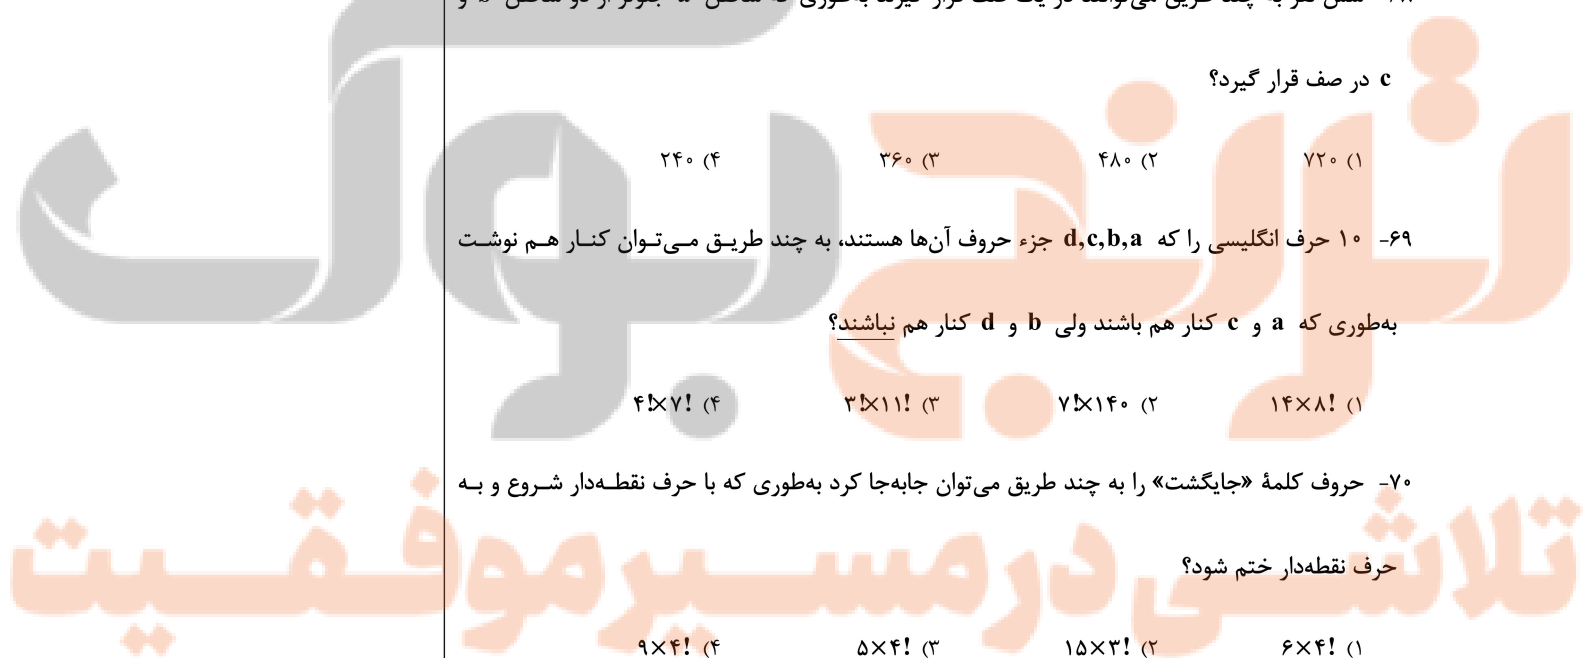 c در صف قرار گیرد؟
۱) ۷۲۰ ۲) ۴۸۰ ۳) ۳۶۰ ۴) ۲۴۰
۶۹- ۱۰ حرف انگلیسی را که d,c,b,a جزء حروف آن‌ها هستند، به چند طریق می‌توان کنار هم نوشت
به‌طوری که a و c کنار هم باشند ولی b و d کنار هم نباشند؟
۱) ۱۴×۸! ۲) ۷!×۱۴۰ ۳) ۳!×۱۱! ۴) ۴!×۷!
۷۰- حروف کلمهٔ «جایگشت» را به چند طریق می‌توان جابه‌جا کرد به‌طوری که با حرف نقطه‌دار شروع و به
حرف نقطه‌دار ختم شود؟
۱) ۶×۴! ۲) ۱۵×۳! ۳) ۵×۴! ۴) ۹×۴!
ترنج بوک
تلاشی در مسیر موفقیت